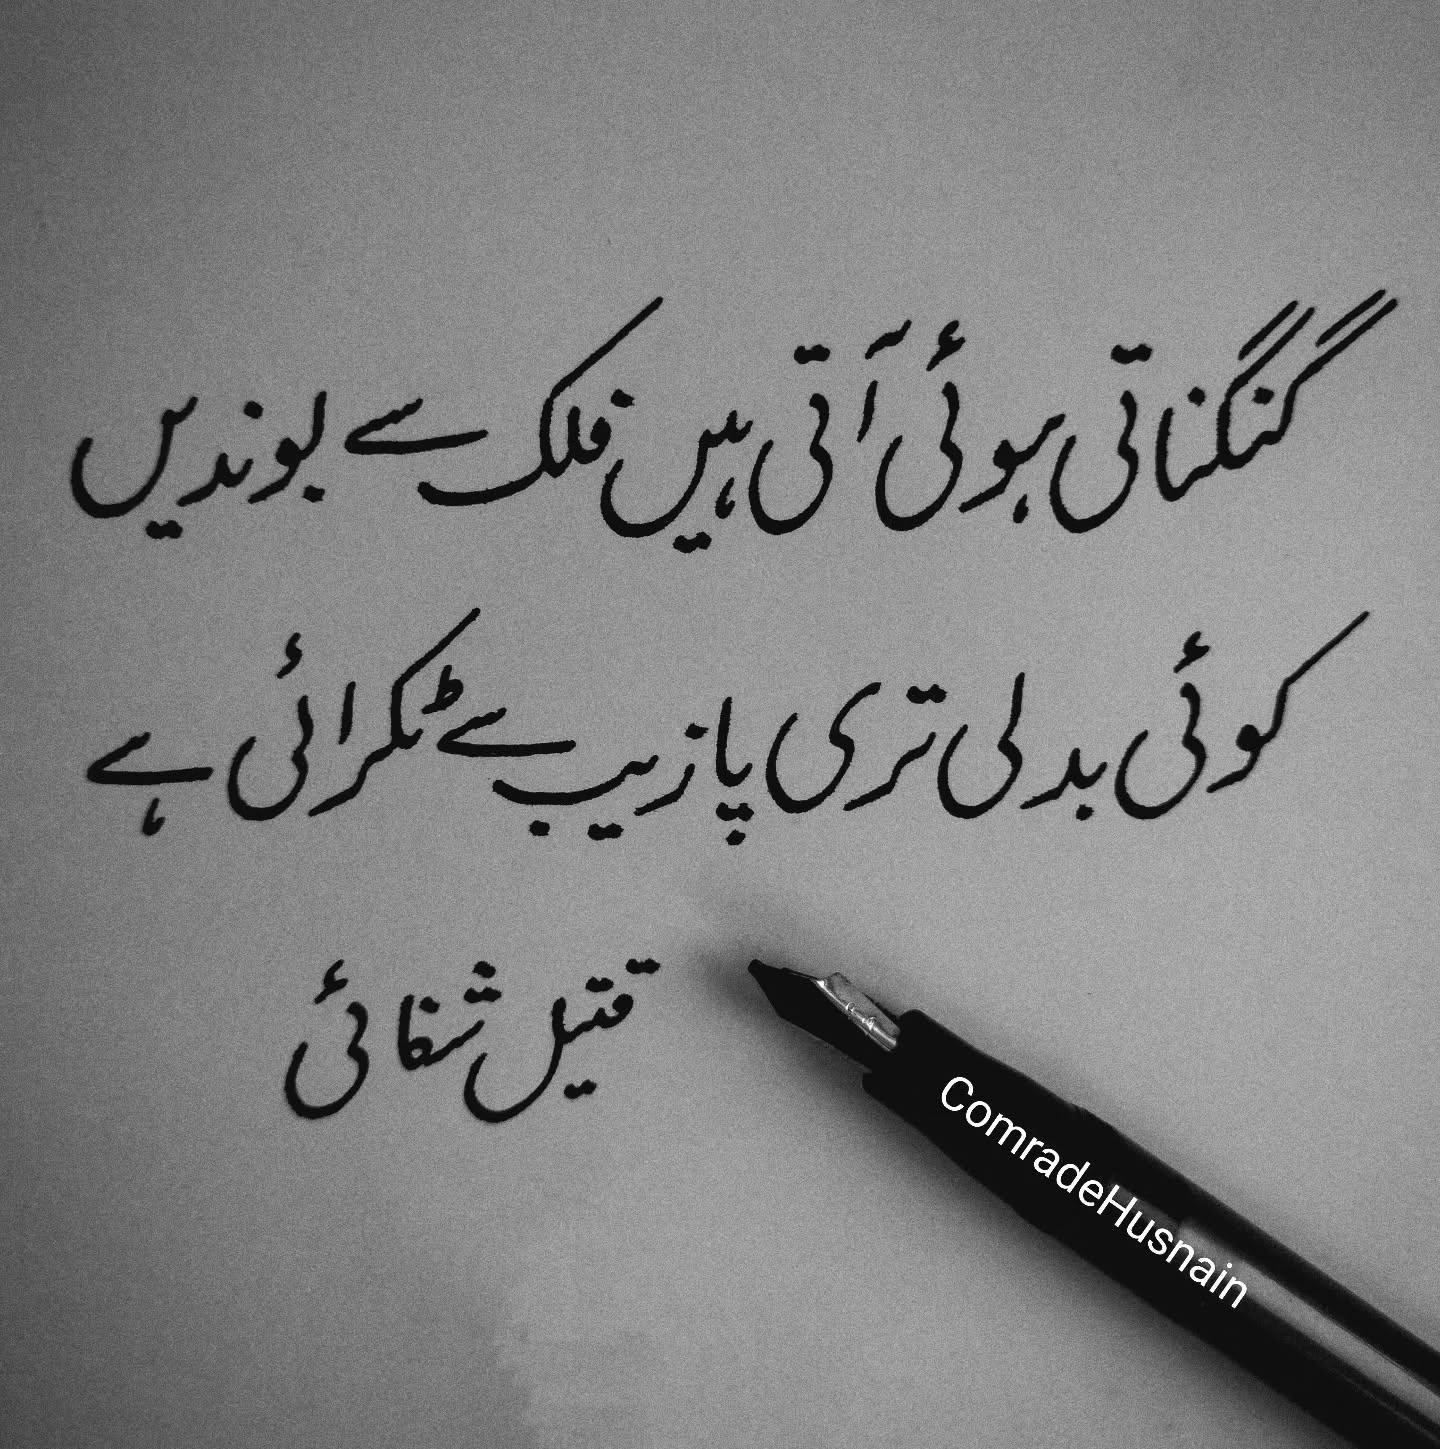 گنگناتی ہوئی آتی ہیں فلک سے بوندیں
کوئی بدلی تری پازیب سے ٹکرائی ہے
قتیل شفائی
ComradeHusnain